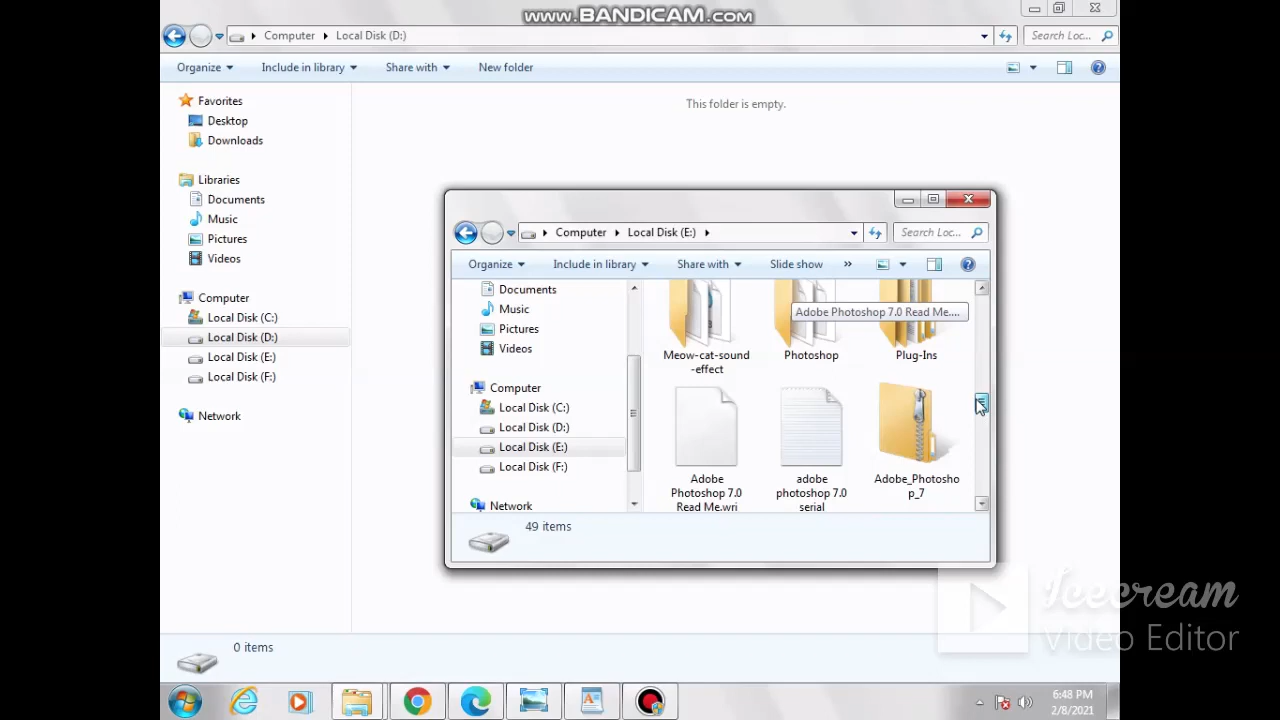 www.BANDICAM.com
Computer Local Disk (D:)
Search Loc...
Organize Include in library Share with New folder
Favorites
Desktop
Downloads
Libraries
Documents
Music
Pictures
Videos
Computer
Local Disk (C:)
Local Disk (D:)
Local Disk (E:)
Local Disk (F:)
Network
This folder is empty.
Computer Local Disk (E:)
Search Loc...
Organize Include in library Share with Slide show »
Documents
Music
Pictures
Videos
Computer
Local Disk (C:)
Local Disk (D:)
Local Disk (E:)
Local Disk (F:)
Network
Adobe Photoshop 7.0 Read Me....
Meow-cat-sound
-effect
Photoshop
Plug-Ins
Adobe
Photoshop 7.0
Read Me.wri
adobe
photoshop 7.0
serial
Adobe_Photosho
p_7
49 items
Icecream
Video Editor
0 items
6:48 PM
2/8/2021